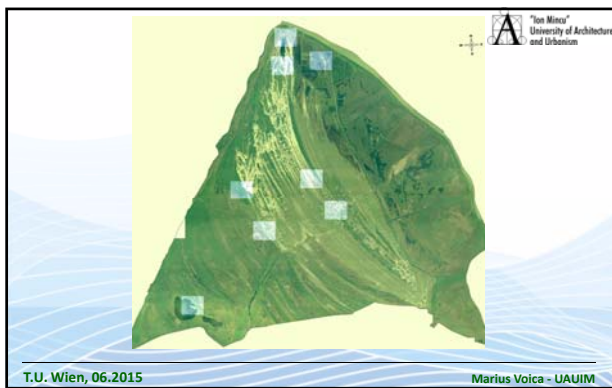 "Ion Mincu"
University of Architecture
and Urbanism
T.U. Wien, 06.2015
Marius Voica - UAUIM